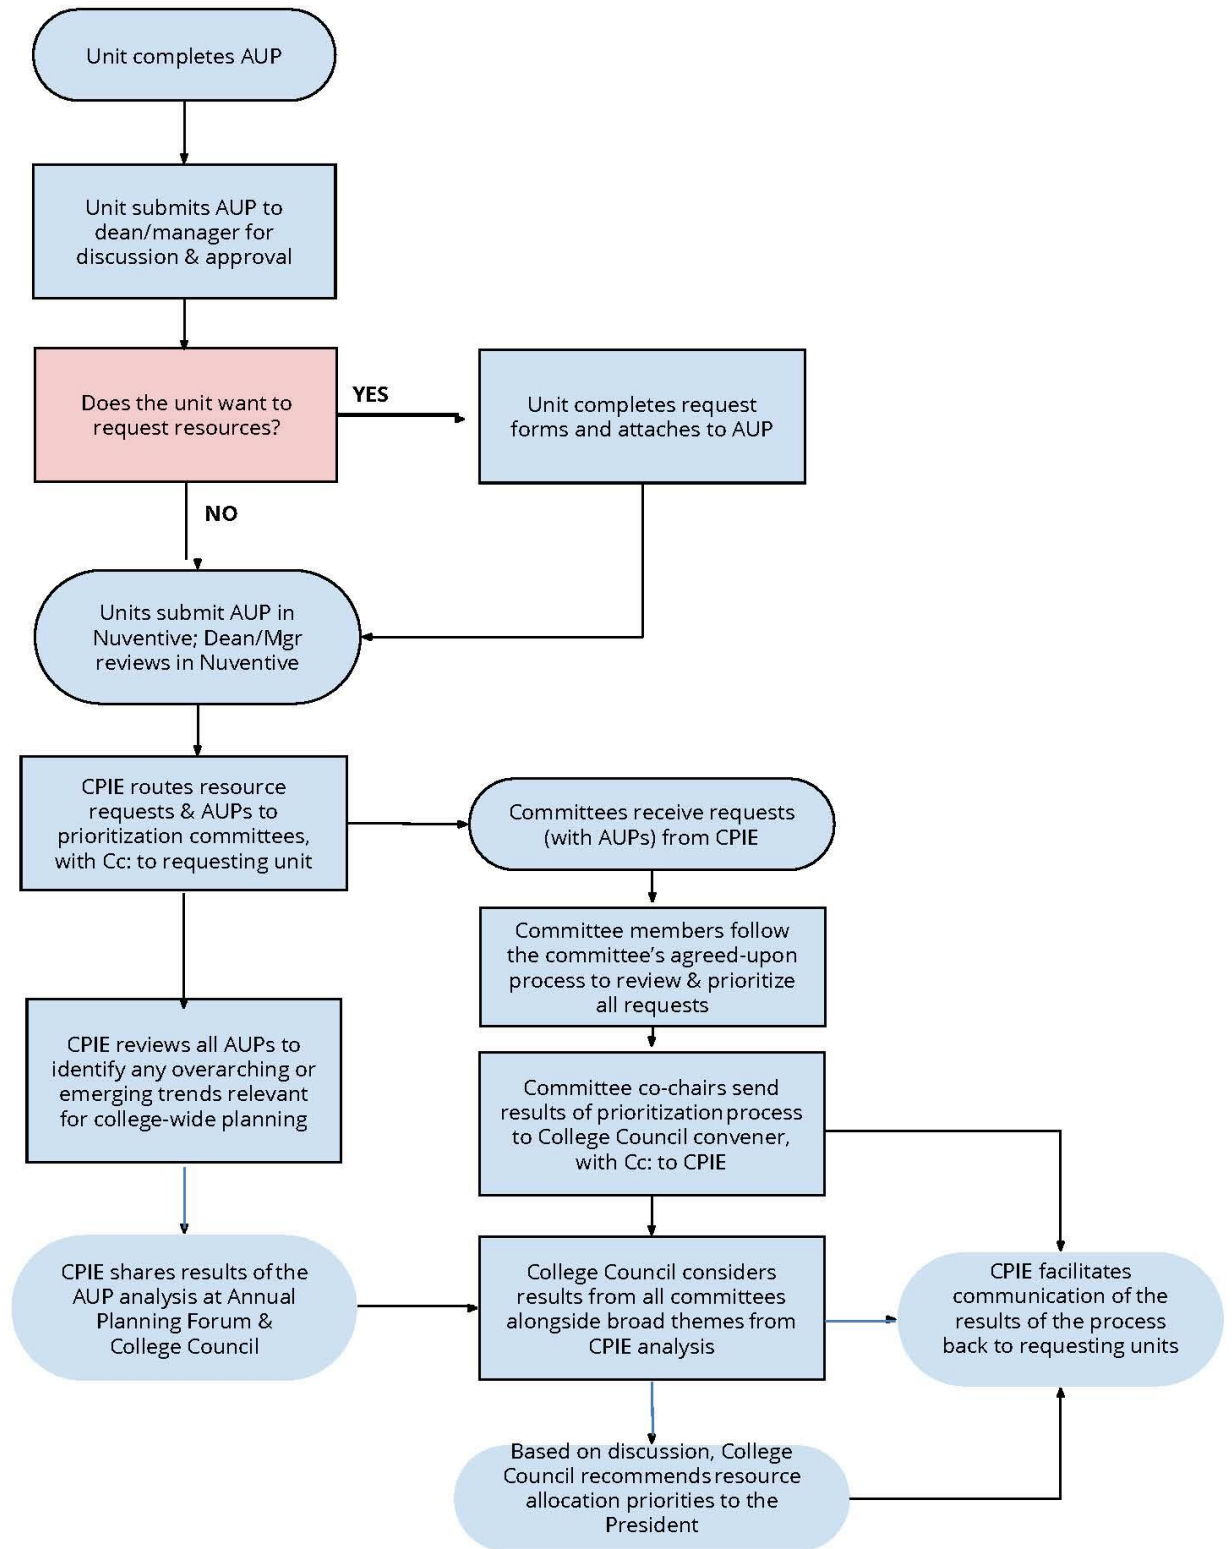 Unit completes AUP
Unit submits AUP to
dean/manager for
discussion & approval
Does the unit want to
request resources?
YES
Unit completes request
forms and attaches to AUP
NO
Units submit AUP in
Nuventive; Dean/Mgr
reviews in Nuventive
CPIE routes resource
requests & AUPs to
prioritization committees,
with Cc: to requesting unit
Committees receive requests
(with AUPs) from CPIE
Committee members follow
the committee’s agreed-upon
process to review & prioritize
all requests
CPIE reviews all AUPs to
identify any overarching or
emerging trends relevant
for college-wide planning
Committee co-chairs send
results of prioritization process
to College Council convener,
with Cc: to CPIE
CPIE shares results of the
AUP analysis at Annual
Planning Forum &
College Council
College Council considers
results from all committees
alongside broad themes from
CPIE analysis
CPIE facilitates
communication of the
results of the process
back to requesting units
Based on discussion, College
Council recommends resource
allocation priorities to the
President